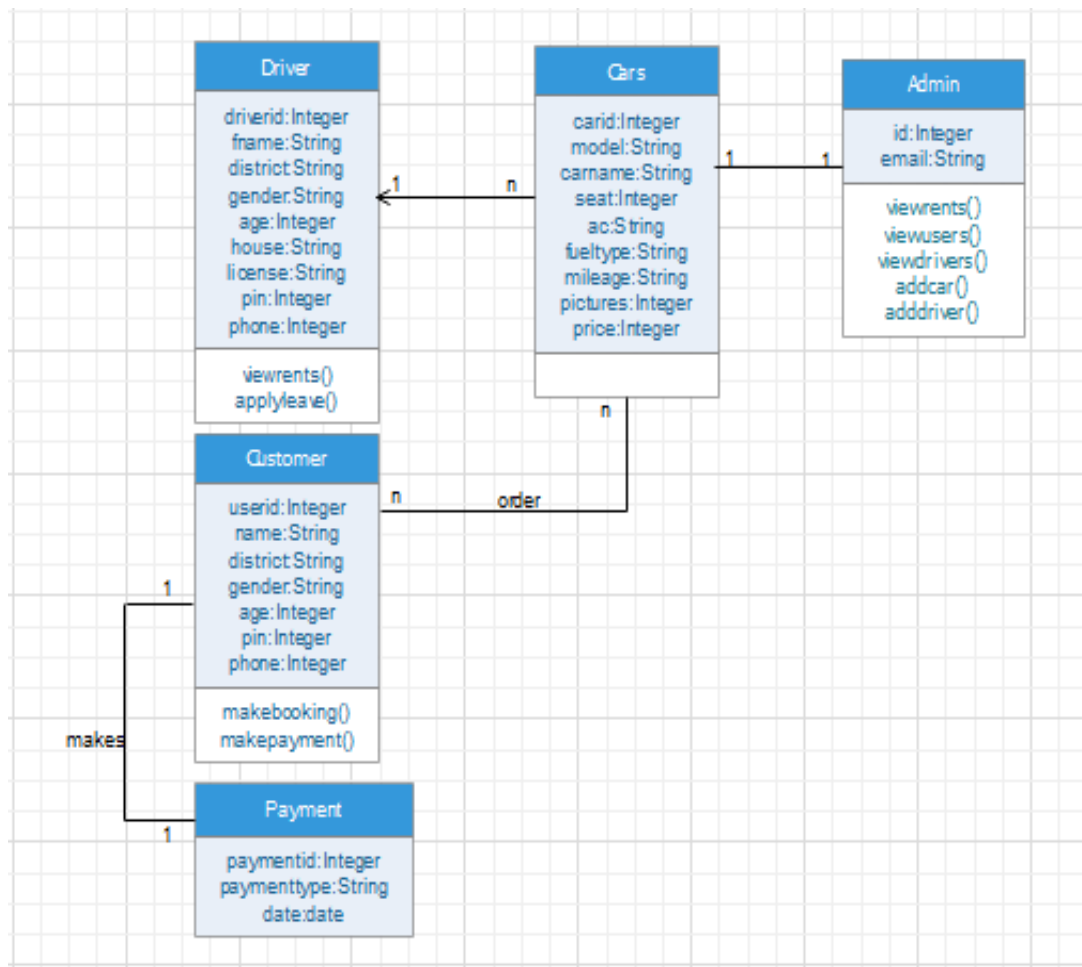 Driver
driverid:Integer
fname:String
district:String
gender:String
age:Integer
house:String
license:String
pin:Integer
phone:Integer
viewrents()
applyleave()
1
n
Cars
carid:Integer
model:String
carname:String
seat:Integer
ac:String
fueltype:String
mileage:String
pictures:Integer
price:Integer
1
1
Admin
id:Integer
email:String
viewrents()
viewusers()
viewdrivers()
addcar()
adddriver()
n
n
order
Customer
userid:Integer
name:String
district:String
gender:String
age:Integer
pin:Integer
phone:Integer
makebooking()
makepayment()
1
makes
1
Payment
paymentid:Integer
paymenttype:String
date:date